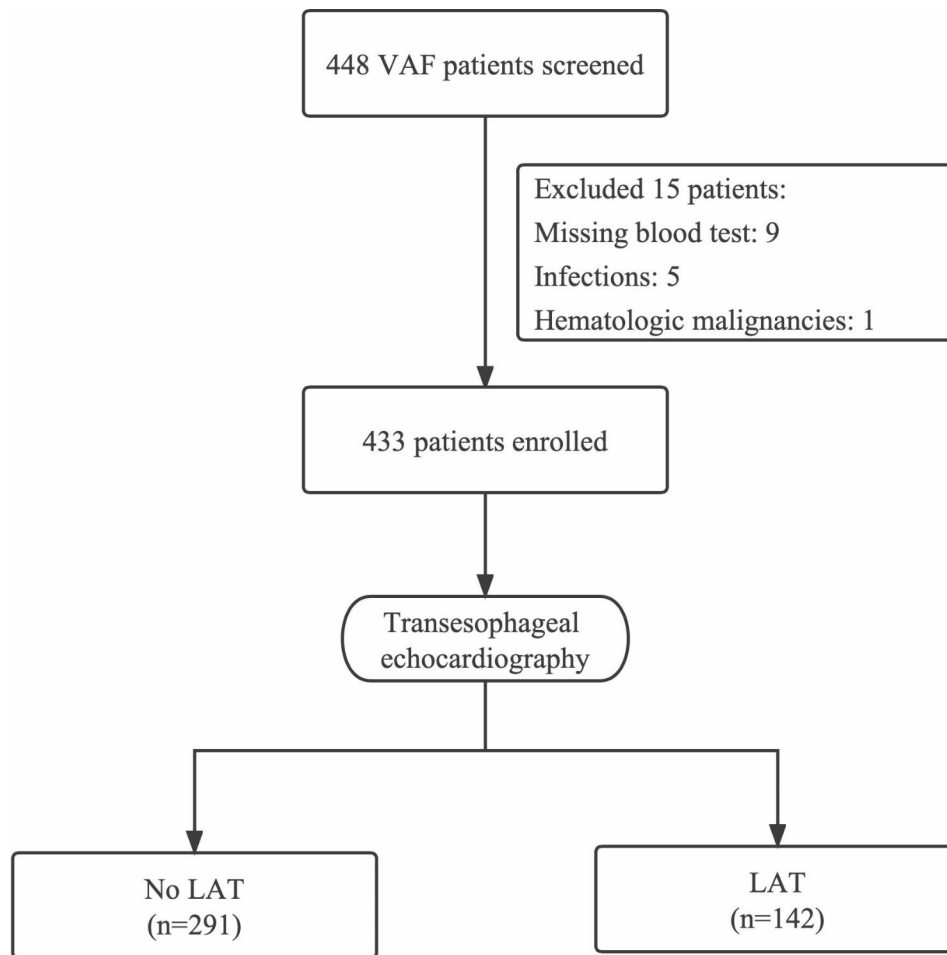 448 VAF patients screened
Excluded 15 patients:
Missing blood test: 9
Infections: 5
Hematologic malignancies: 1
433 patients enrolled
Transesophageal
echocardiography
No LAT
(n=291)
LAT
(n=142)